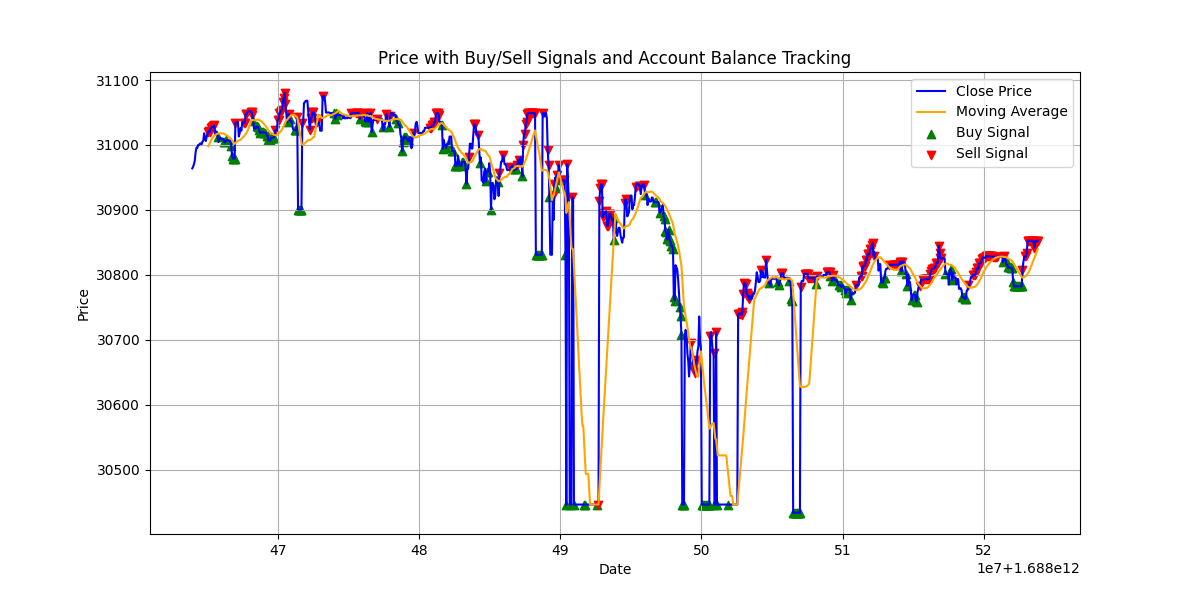 Price with Buy/Sell Signals and Account Balance Tracking
31100
31000
30900
30800
30700
30600
30500
Price
Close Price
Moving Average
Buy Signal
Sell Signal
47
48
49
50
51
52
1e7+1.688e12
Date